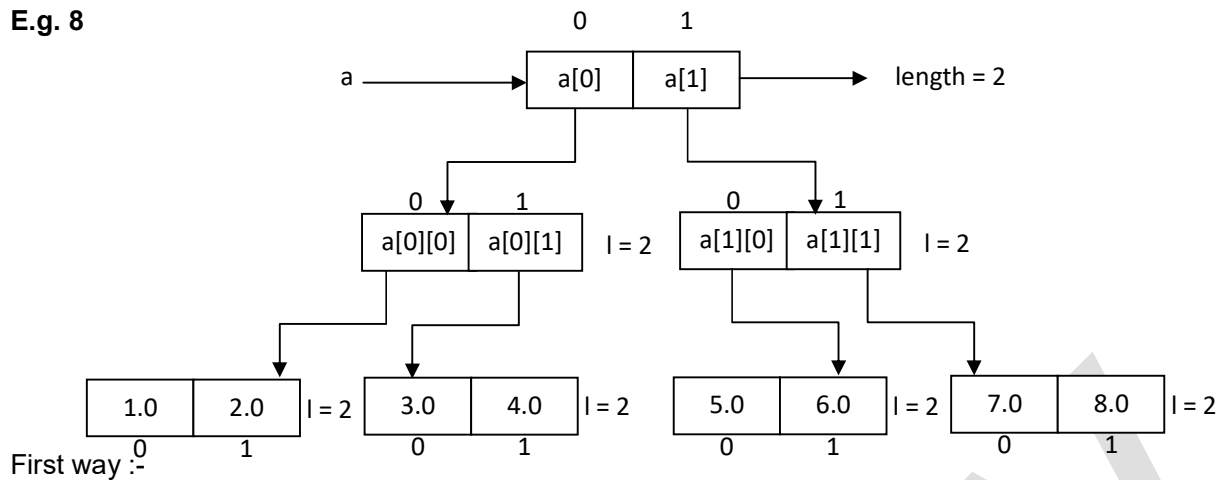 E.g. 8
0 1
a a[0] a[1] length = 2
0 1 0 1
a[0][0] a[0][1] l = 2 a[1][0] a[1][1] l = 2
1.0 2.0 l = 2 3.0 4.0 l = 2 5.0 6.0 l = 2 7.0 8.0 l = 2
0 1 0 1 0 1 0 1
First way :-